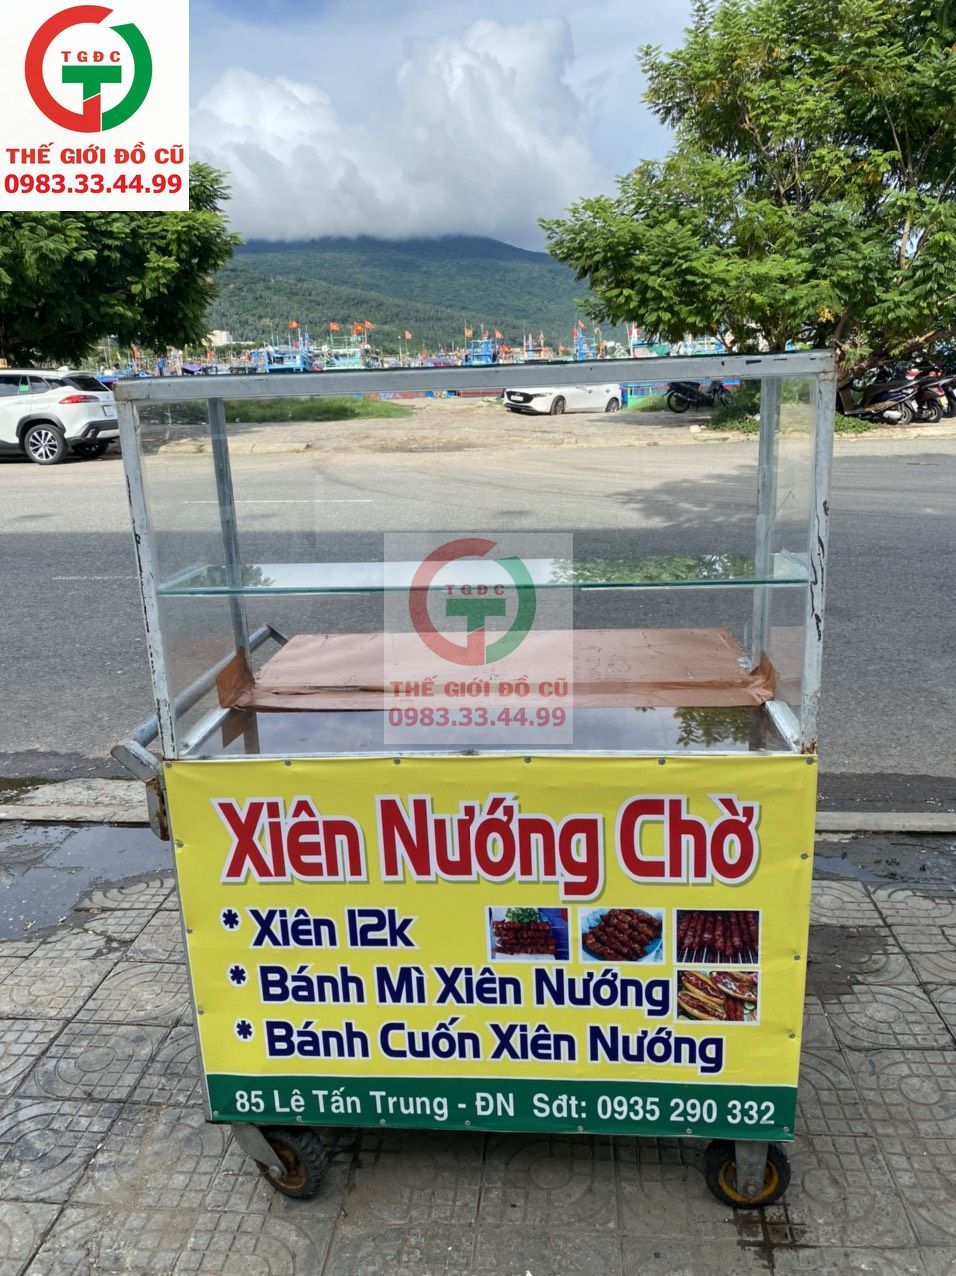 TGĐC
THẾ GIỚI ĐỒ CŨ
0983.33.44.99
TGĐC
THẾ GIỚI ĐỒ CŨ
0983.33.44.99
Xiên Nướng Chờ
* Xiên 12k
* Bánh Mì Xiên Nướng
* Bánh Cuốn Xiên Nướng
85 Lê Tấn Trung - ĐN Sđt: 0935 290 332